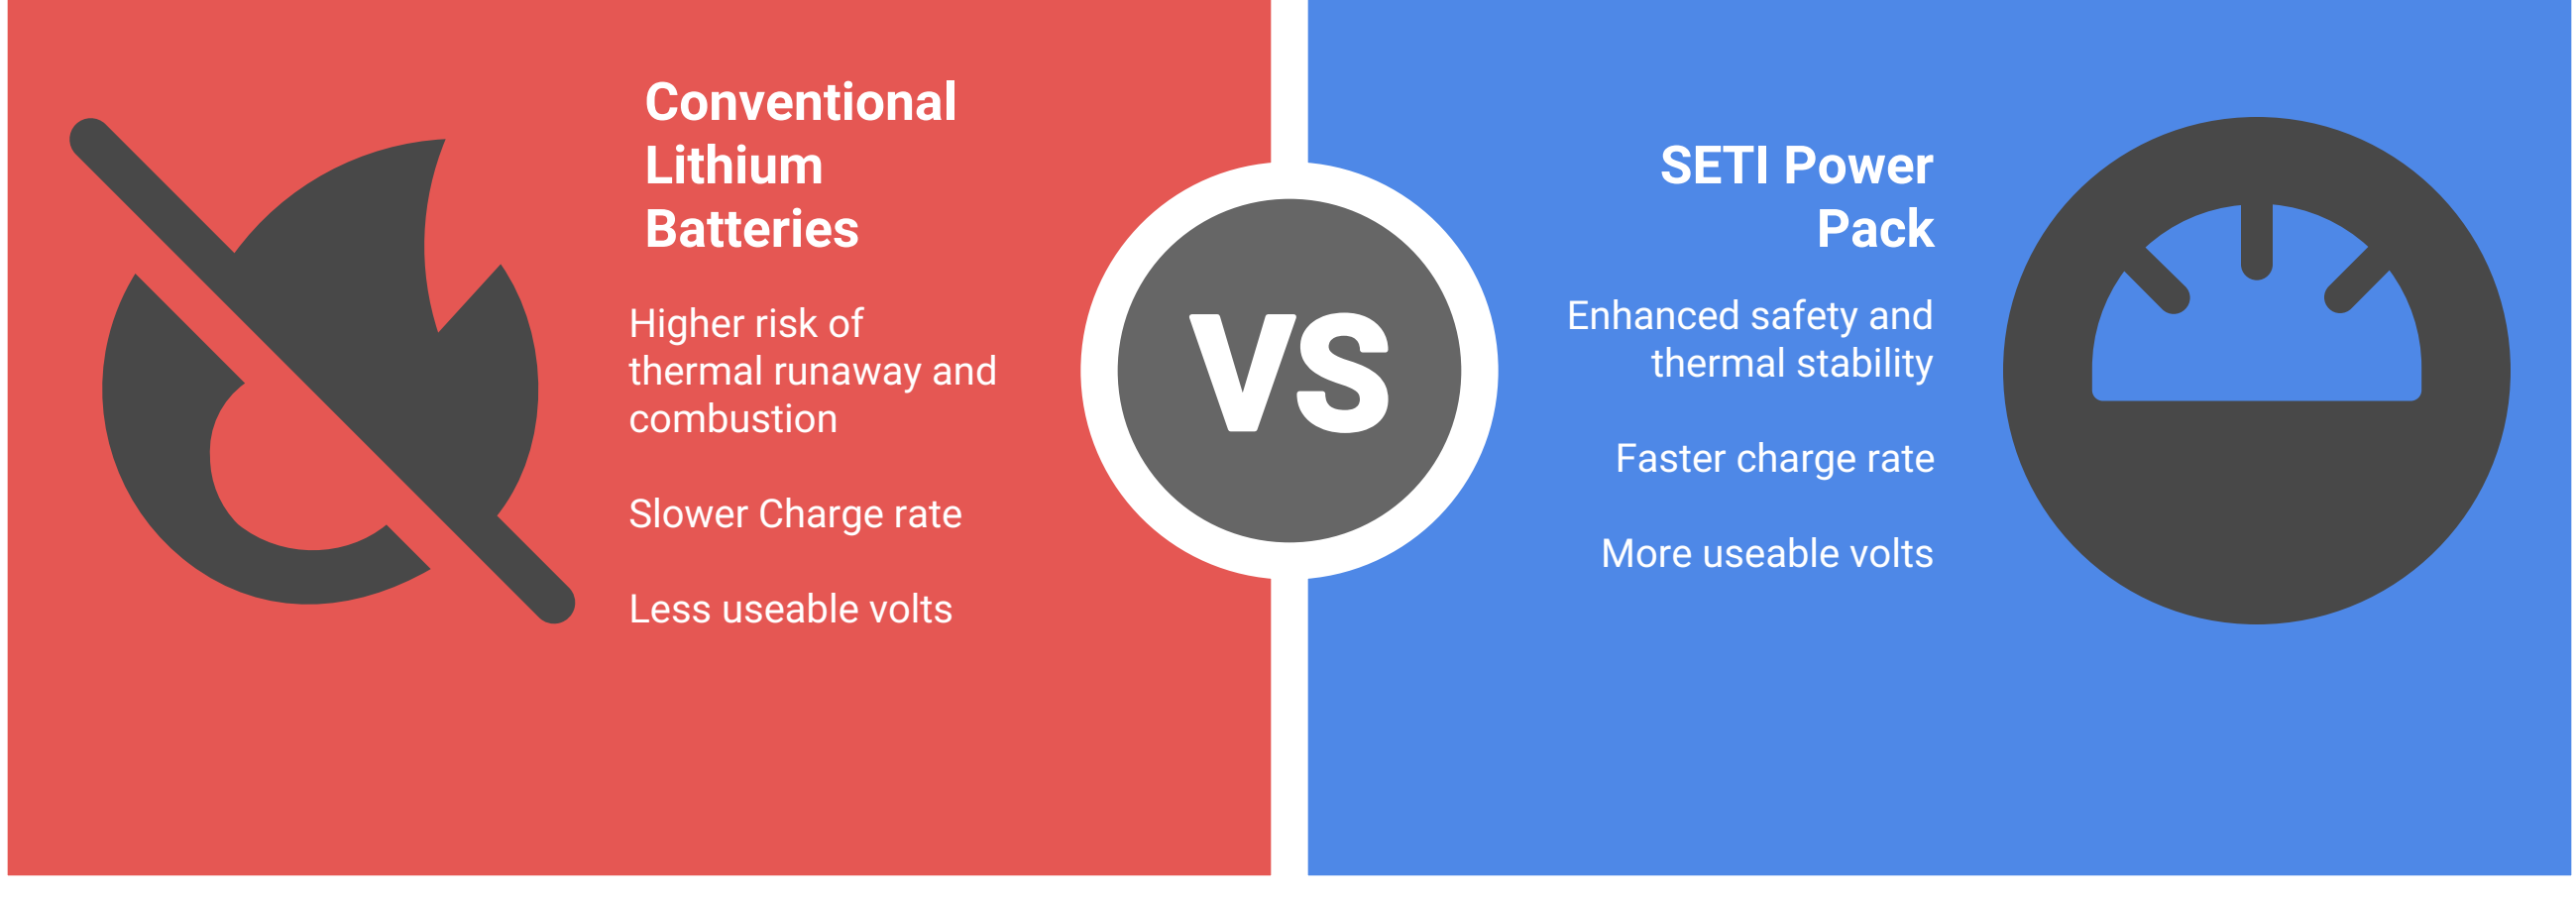 Conventional
Lithium
Batteries
Higher risk of
thermal runaway and
combustion
Slower Charge rate
Less useable volts
VS
SETI Power
Pack
Enhanced safety and
thermal stability
Faster charge rate
More useable volts